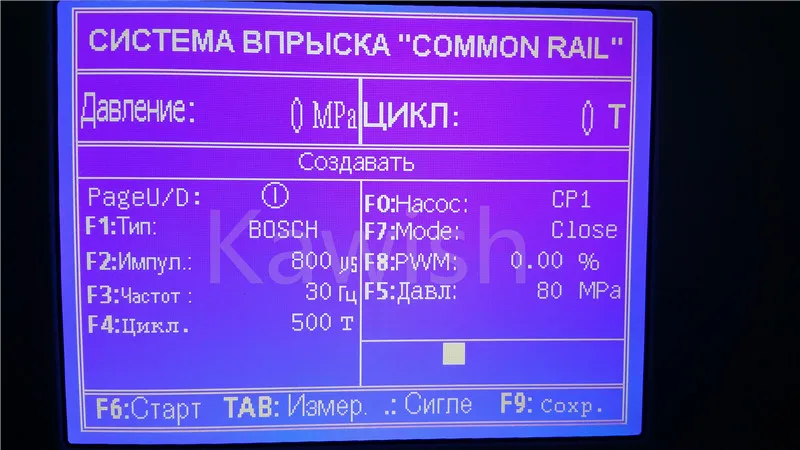 СИСТЕМА ВПРЫСКА "COMMON RAIL"
Давление: 0 MPa ЦИКЛ: 0 T
Создавать
PageU/D: ① F0:Насос: CP1
F1:Тип: BOSCH F7:Mode: Close
F2:Импул.: 800 µs F8:PWM: 0.00 %
F3:Частот: 30 Гц F5:Давл: 80 MPa
F4:Цикл. 500 T
F6:Старт TAB: Измер. .: Сигле F9: Сохр.
Kawish